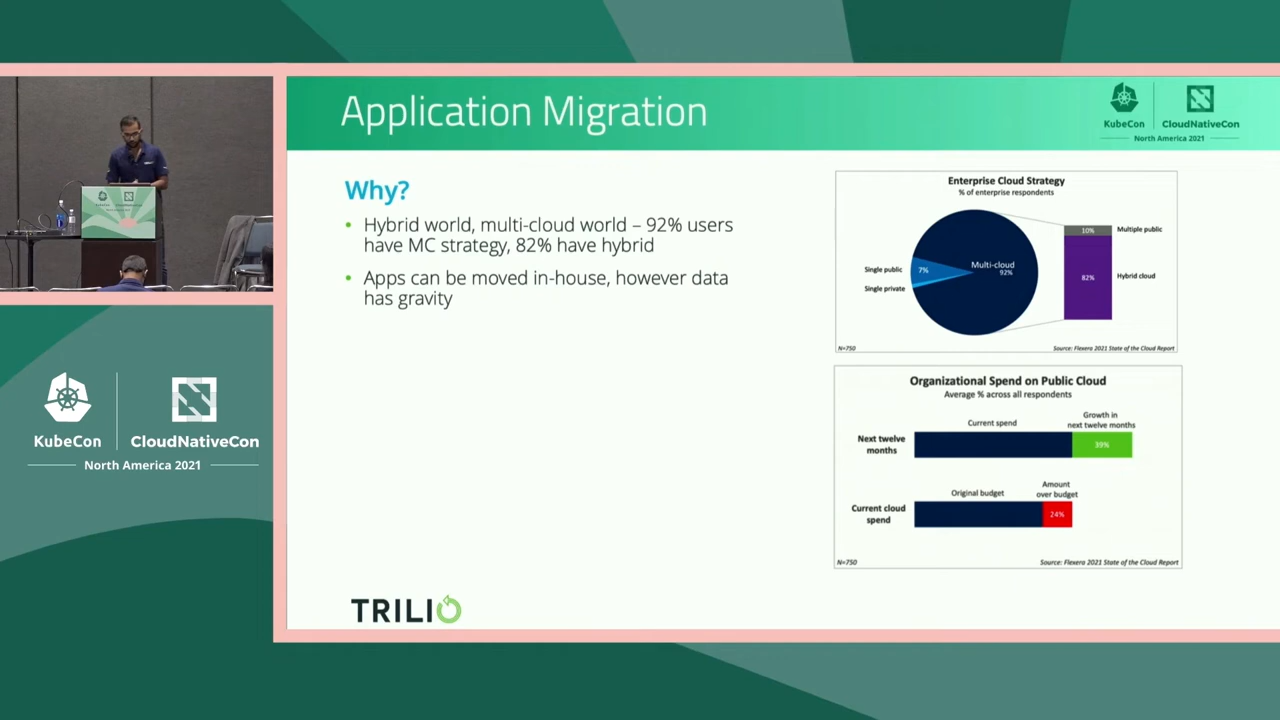 Application Migration
KubeCon
CloudNativeCon
North America 2021
Why?
• Hybrid world, multi-cloud world – 92% users
have MC strategy, 82% have hybrid
• Apps can be moved in-house, however data
has gravity
Enterprise Cloud Strategy
% of enterprise respondents
10%
Multiple public
Multi-cloud
92%
Single public
7%
82%
Hybrid cloud
Single private
N=750
Source: Flexera 2021 State of the Cloud Report
Organizational Spend on Public Cloud
Average % across all respondents
Current spend
Growth in
next twelve months
Next twelve
months
39%
Original budget
Amount
over budget
Current cloud
spend
24%
N=750
Source: Flexera 2021 State of the Cloud Report
TRILIO
KubeCon
CloudNativeCon
North America 2021